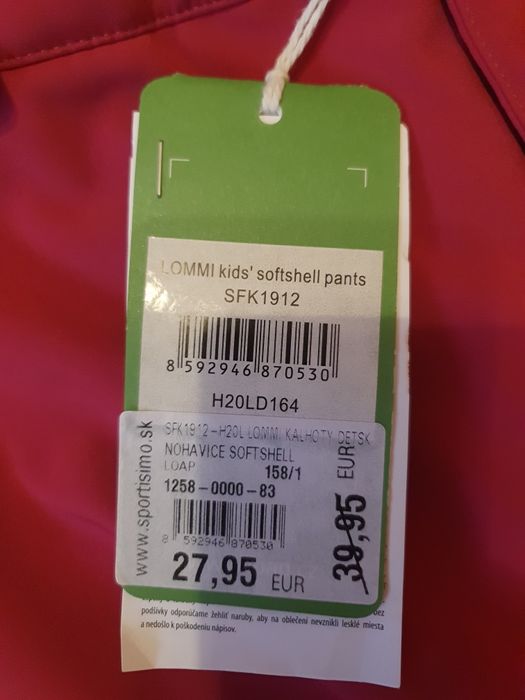 LOMMI kids' softshell pants
SFK1912
8 592946 870530
H20LD164
www.sportisimo.sk
SFK1912-H20L LOMMI KALHOTY DETSK
NOHAVICE SOFTSHELL
LOAP 158/1
1258-0000-83
8 592946 870530
27,95 EUR
39,95 EUR
bez
podšívky odporúčame žehliť naruby, aby na oblečení nevznikli lesklé miesta
a nedošlo k poškodeniu nápisov.